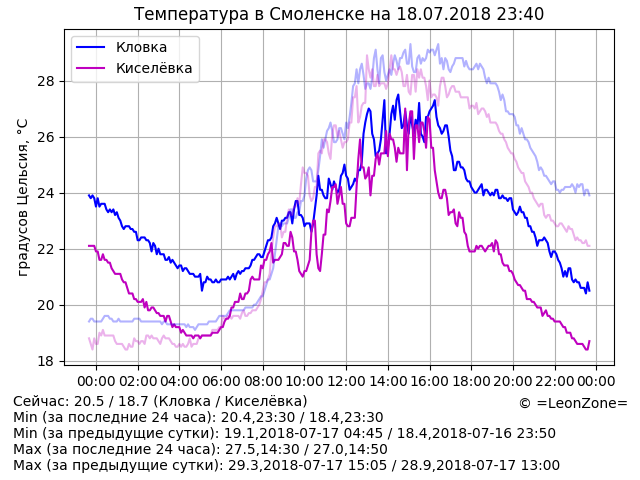 Температура в Смоленске на 18.07.2018 23:40
Кловка
Киселёвка
градусов Цельсия, °C
28
26
24
22
20
18
00:00 02:00 04:00 06:00 08:00 10:00 12:00 14:00 16:00 18:00 20:00 22:00 00:00
Сейчас: 20.5 / 18.7 (Кловка / Киселёвка)
© =LeonZone=
Min (за последние 24 часа): 20.4,23:30 / 18.4,23:30
Min (за предыдущие сутки): 19.1,2018-07-17 04:45 / 18.4,2018-07-16 23:50
Max (за последние 24 часа): 27.5,14:30 / 27.0,14:50
Max (за предыдущие сутки): 29.3,2018-07-17 15:05 / 28.9,2018-07-17 13:00